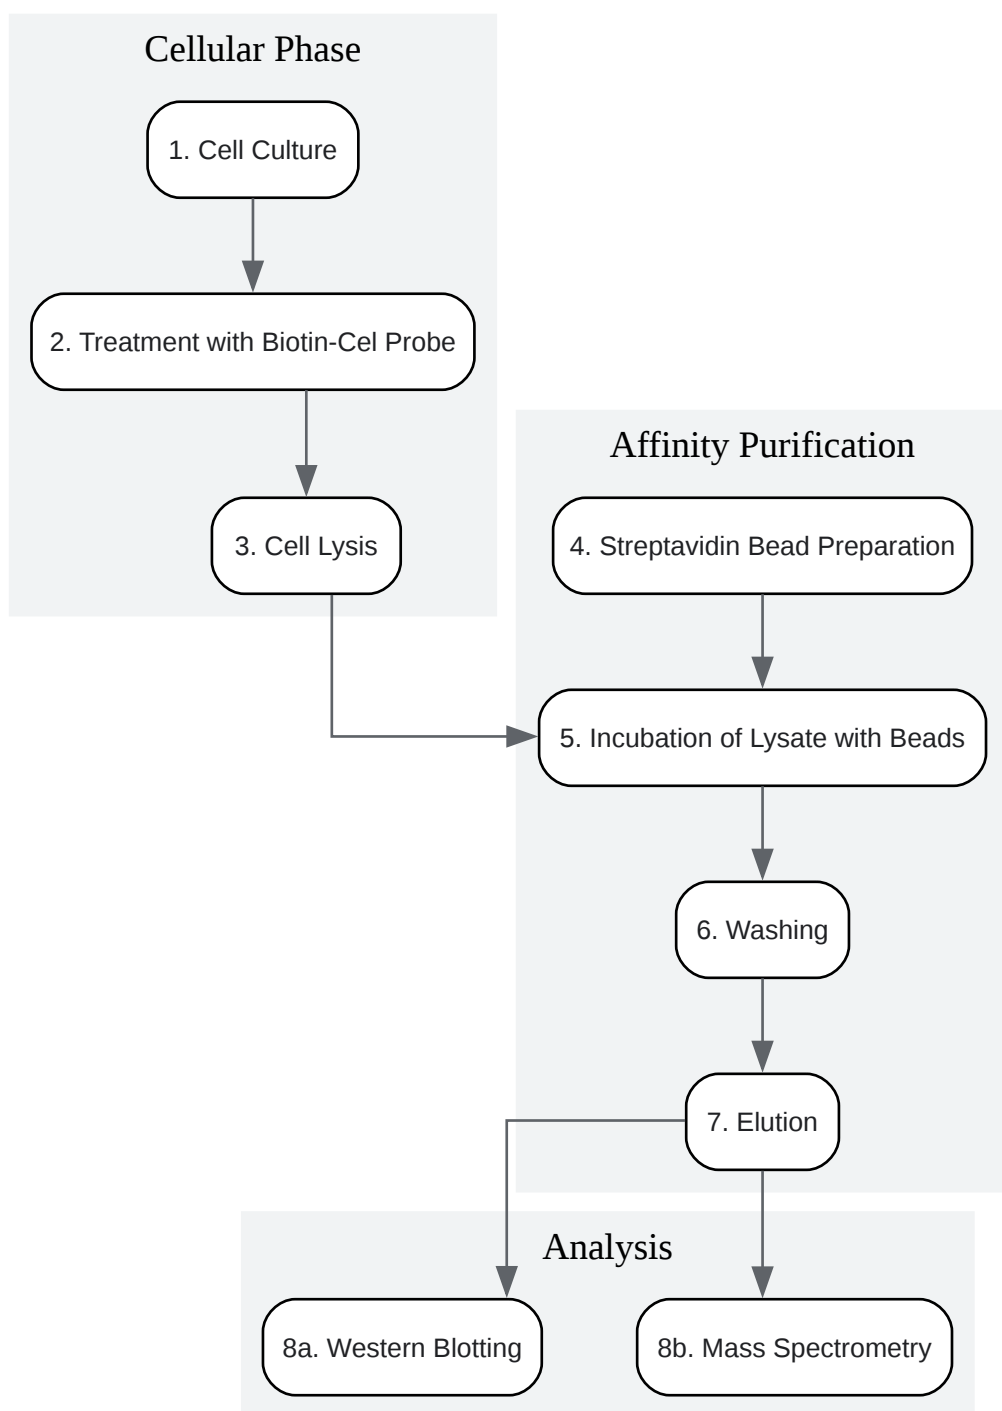 Cellular Phase
1. Cell Culture
2. Treatment with Biotin-Cel Probe
3. Cell Lysis
Affinity Purification
4. Streptavidin Bead Preparation
5. Incubation of Lysate with Beads
6. Washing
7. Elution
Analysis
8a. Western Blotting
8b. Mass Spectrometry